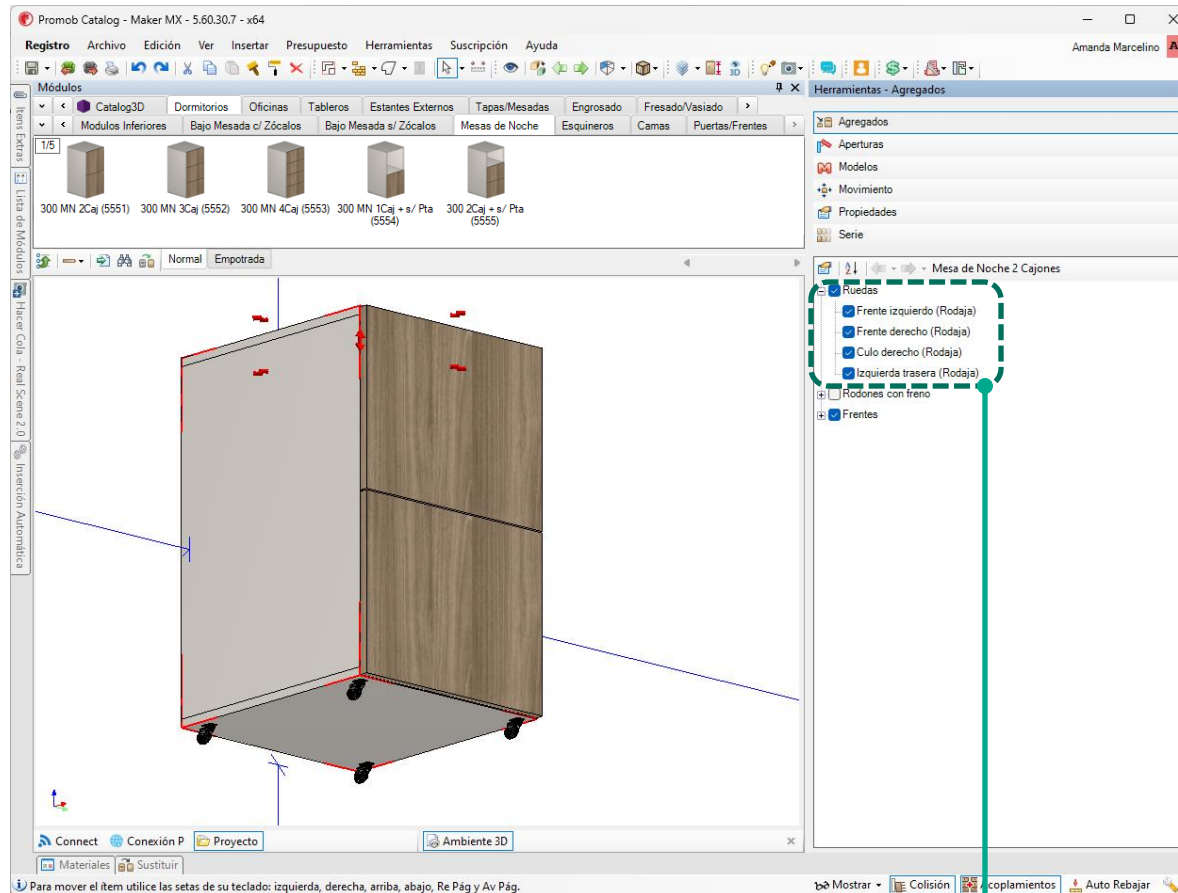 Promob Catalog - Maker MX - 5.60.30.7 - x64
Registro Archivo Edición Ver Insertar Presupuesto Herramientas Suscripción Ayuda
Amanda Marcelino A
3D
Módulos
Catalog3D Dormitorios Oficinas Tableros Estantes Externos Tapas/Mesadas Engrosado Fresado/Vasiado
Modulos Inferiores Bajo Mesada c/ Zócalos Bajo Mesada s/ Zócalos Mesas de Noche Esquineros Camas Puertas/Frentes
1/5
300 MN 2Caj (5551) 300 MN 3Caj (5552) 300 MN 4Caj (5553) 300 MN 1Caj + s/ Pta (5554) 300 2Caj + s/ Pta (5555)
Normal Empotrada
Itens Extras
Lista de Módulos
Hacer Cola - Real Scene 2.0
Inserción Automática
Herramientas - Agregados
Agregados
Aperturas
Modelos
Movimiento
Propiedades
Serie
Mesa de Noche 2 Cajones
Ruedas
Frente izquierdo (Rodaja)
Frente derecho (Rodaja)
Culo derecho (Rodaja)
Izquierda trasera (Rodaja)
Rodones con freno
Frentes
Connect Conexión P Proyecto Ambiente 3D
Materiales Sustituir
Para mover el ítem utilice las setas de su teclado: izquierda, derecha, arriba, abajo, Re Pág y Av Pág.
Mostrar Colisión Acoplamientos Auto Rebajar